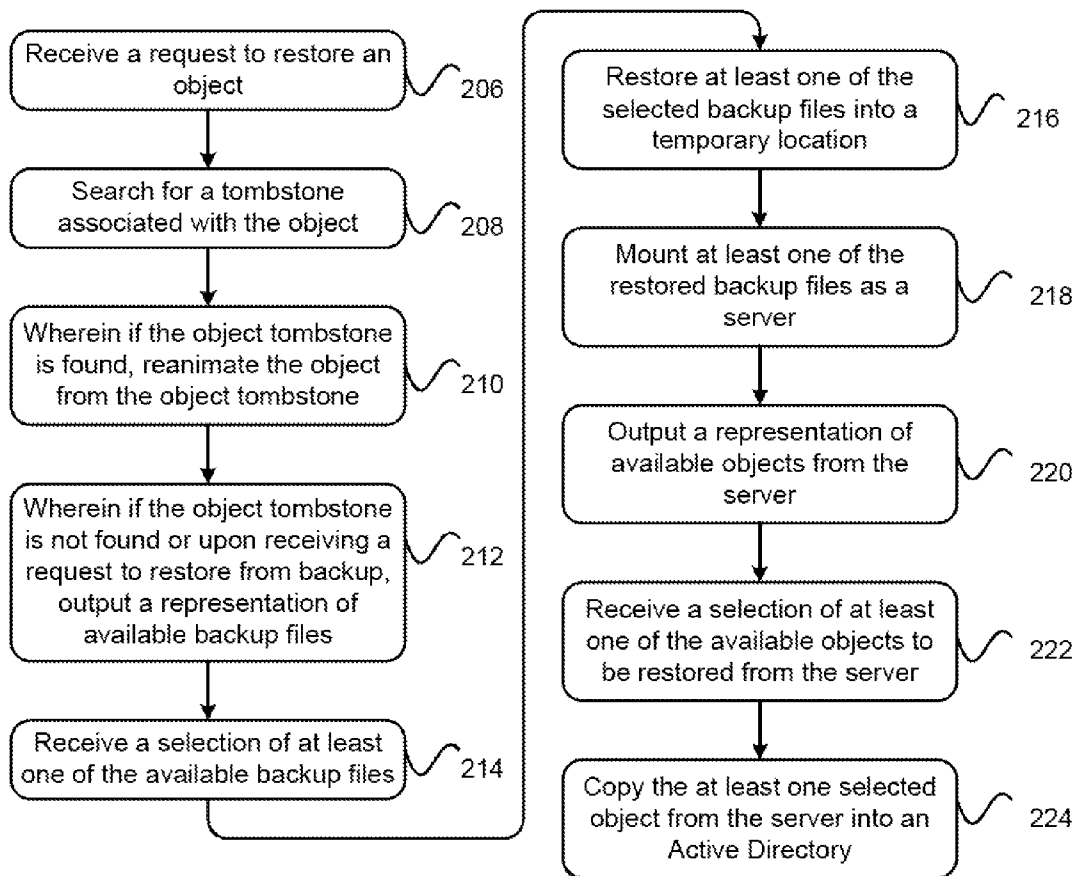 Receive a request to restore an
object
206
Search for a tombstone
associated with the object
208
Wherein if the object tombstone
is found, reanimate the object
from the object tombstone
210
Wherein if the object tombstone
is not found or upon receiving a
request to restore from backup,
output a representation of
available backup files
212
Receive a selection of at least
one of the available backup files
214
Restore at least one of the
selected backup files into a
temporary location
216
Mount at least one of the
restored backup files as a
server
218
Output a representation of
available objects from the
server
220
Receive a selection of at least
one of the available objects to
be restored from the server
222
Copy the at least one selected
object from the server into an
Active Directory
224